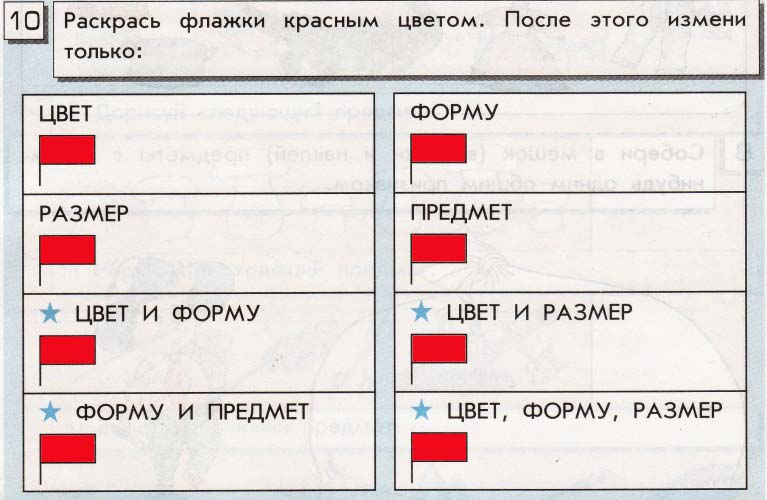 10 Раскрась флажки красным цветом. После этого измени
только:
ЦВЕТ
ФОРМУ
РАЗМЕР
ПРЕДМЕТ
ЦВЕТ И ФОРМУ
ЦВЕТ И РАЗМЕР
ФОРМУ И ПРЕДМЕТ
ЦВЕТ, ФОРМУ, РАЗМЕР